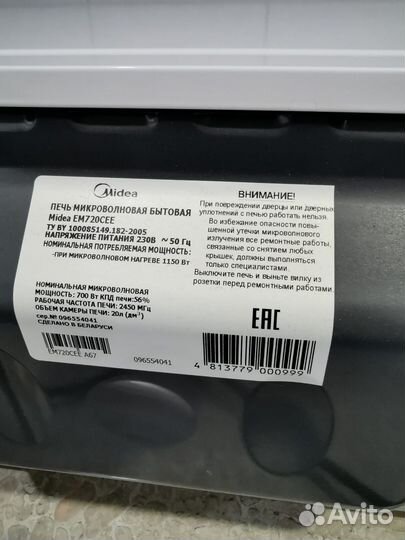 Midea
ПЕЧЬ МИКРОВОЛНОВАЯ БЫТОВАЯ
Midea EM720CEE
ТУ BY 100085149.182-2005
НАПРЯЖЕНИЕ ПИТАНИЯ 230В ~ 50 Гц
НОМИНАЛЬНАЯ ПОТРЕБЛЯЕМАЯ МОЩНОСТЬ:
-ПРИ МИКРОВОЛНОВОМ НАГРЕВЕ 1150 Вт
НОМИНАЛЬНАЯ МИКРОВОЛНОВАЯ
МОЩНОСТЬ: 700 Вт КПД печи:56%
РАБОЧАЯ ЧАСТОТА ПЕЧИ: 2450 МГц
ОБЪЕМ КАМЕРЫ ПЕЧИ: 20л (дм³)
сер.№ 096554041
СДЕЛАНО В БЕЛАРУСИ
EM720CEE A67
096554041
ВНИМАНИЕ!
При повреждении дверцы или дверных
уплотнений с печью работать нельзя.
Во избежание опасности повы-
шенной утечки микроволнового
излучения все ремонтные работы,
связанные со снятием любых
крышек, должны выполняться
только специалистами.
Выключите печь и выньте вилку из
розетки перед ремонтными работами.
EAC
4 813779 000999
Avito